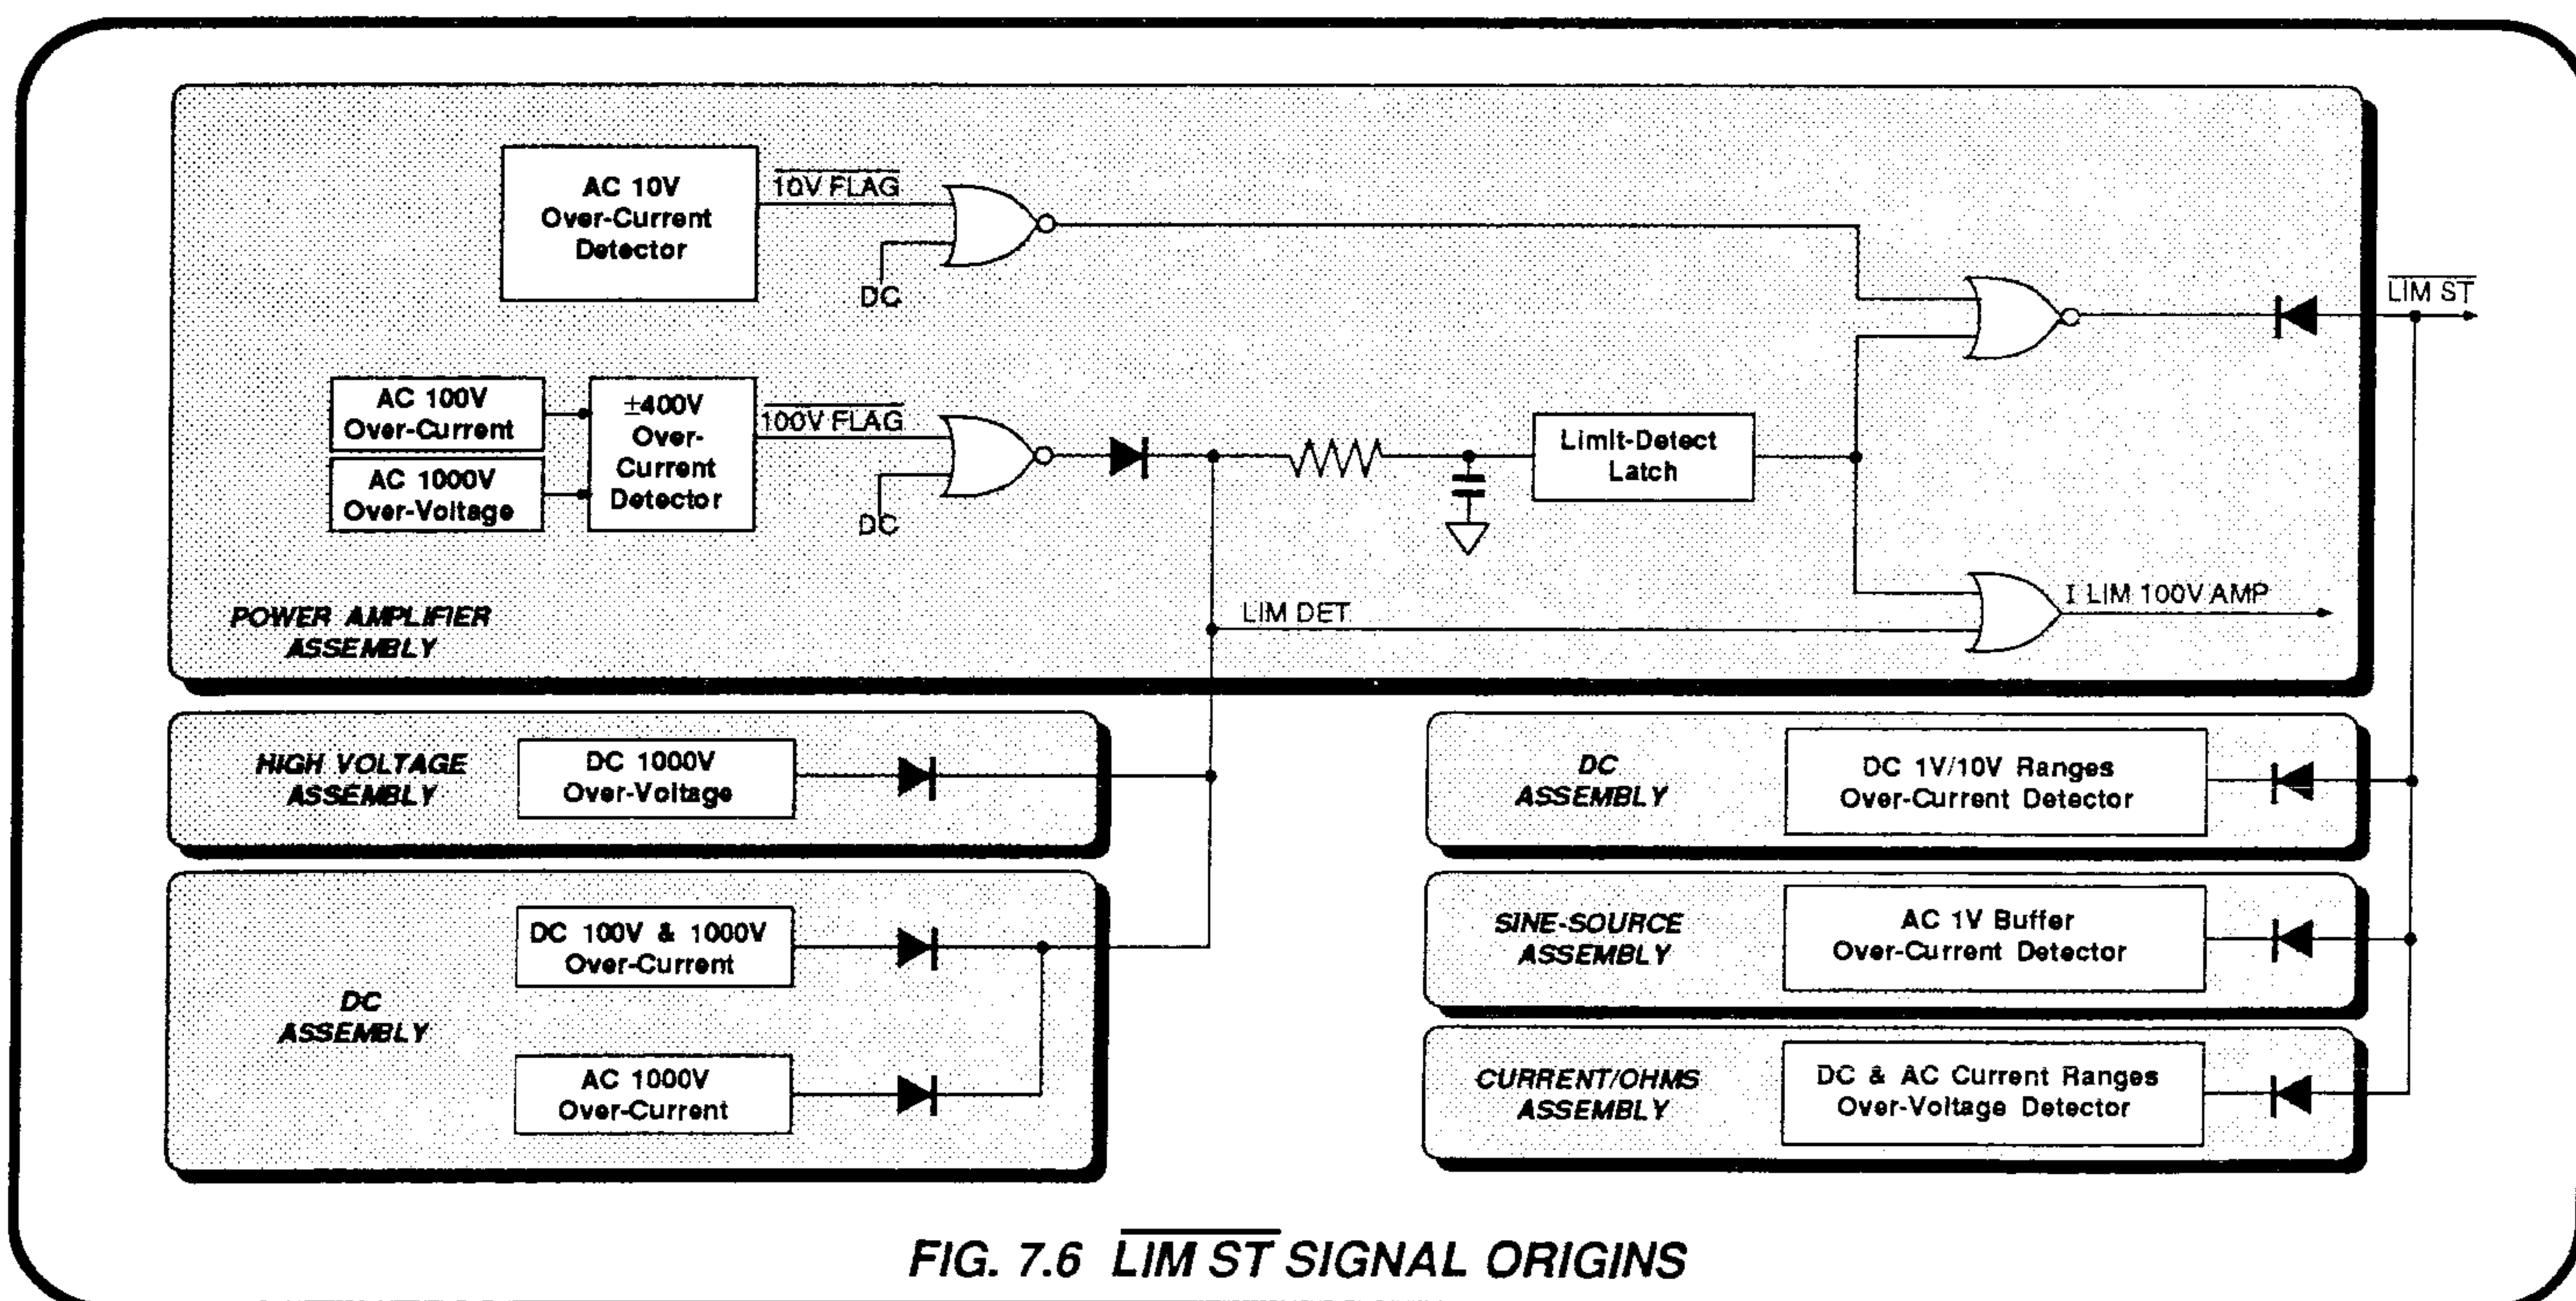 AC 10V
Over-Current
Detector
10V FLAG
DC
LIM ST
AC 100V
Over-Current
AC 1000V
Over-Voltage
±400V
Over-
Current
Detector
100V FLAG
DC
Limit-Detect
Latch
I LIM 100V AMP
LIM DET
POWER AMPLIFIER
ASSEMBLY
HIGH VOLTAGE
ASSEMBLY
DC 1000V
Over-Voltage
DC
ASSEMBLY
DC 1V/10V Ranges
Over-Current Detector
DC
ASSEMBLY
DC 100V & 1000V
Over-Current
AC 1000V
Over-Current
SINE-SOURCE
ASSEMBLY
AC 1V Buffer
Over-Current Detector
CURRENT/OHMS
ASSEMBLY
DC & AC Current Ranges
Over-Voltage Detector
FIG. 7.6 LIM ST SIGNAL ORIGINS